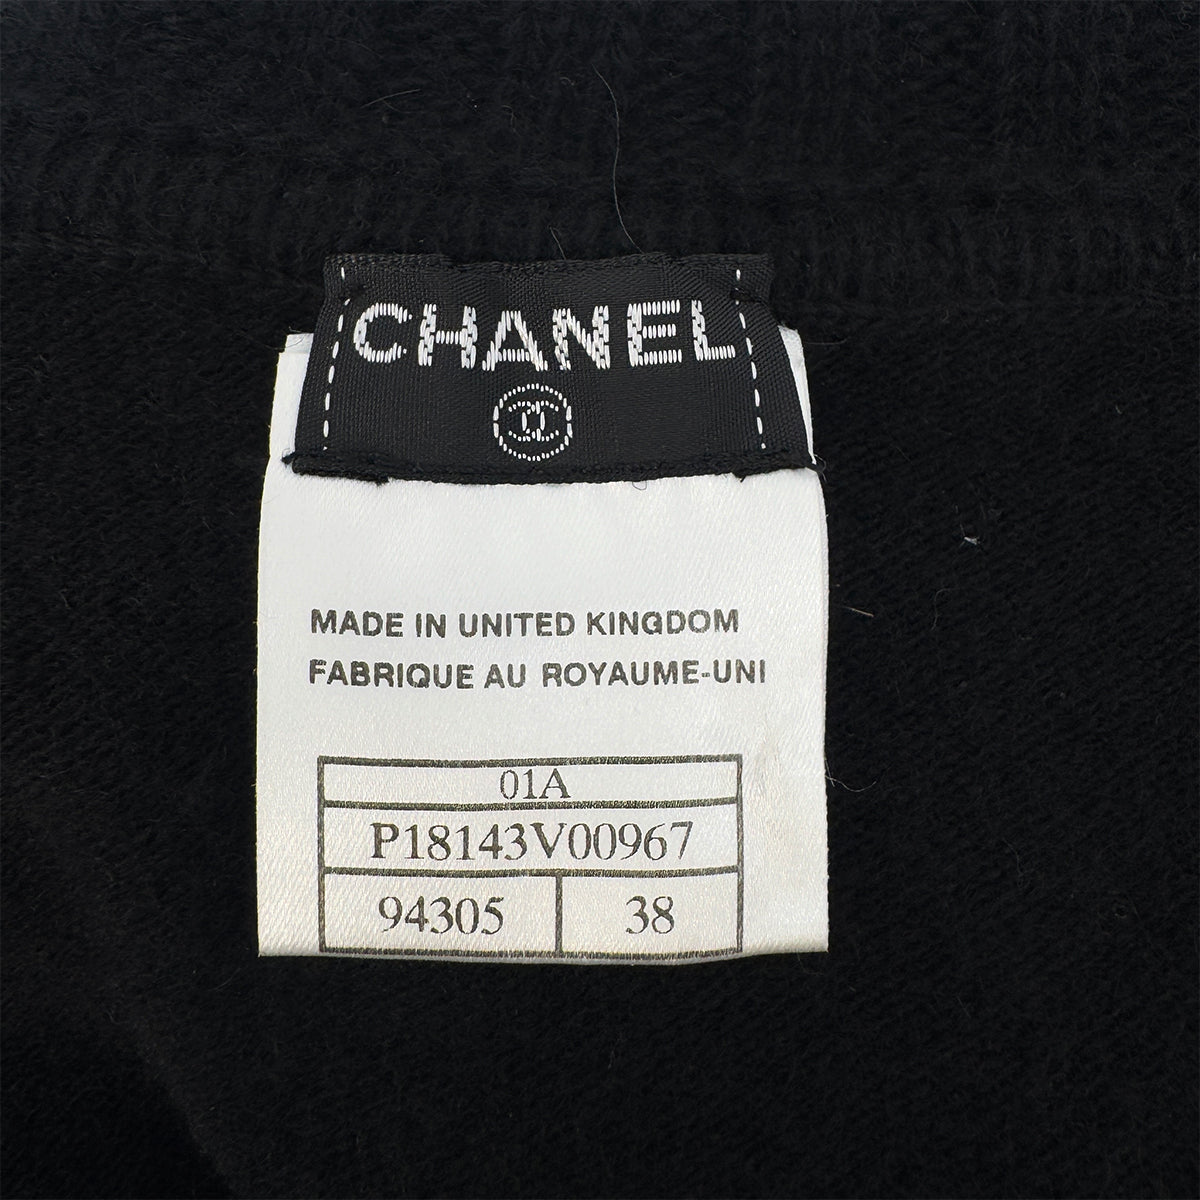 CHANEL
MADE IN UNITED KINGDOM
FABRIQUE AU ROYAUME-UNI
01A
P18143V00967
94305 38